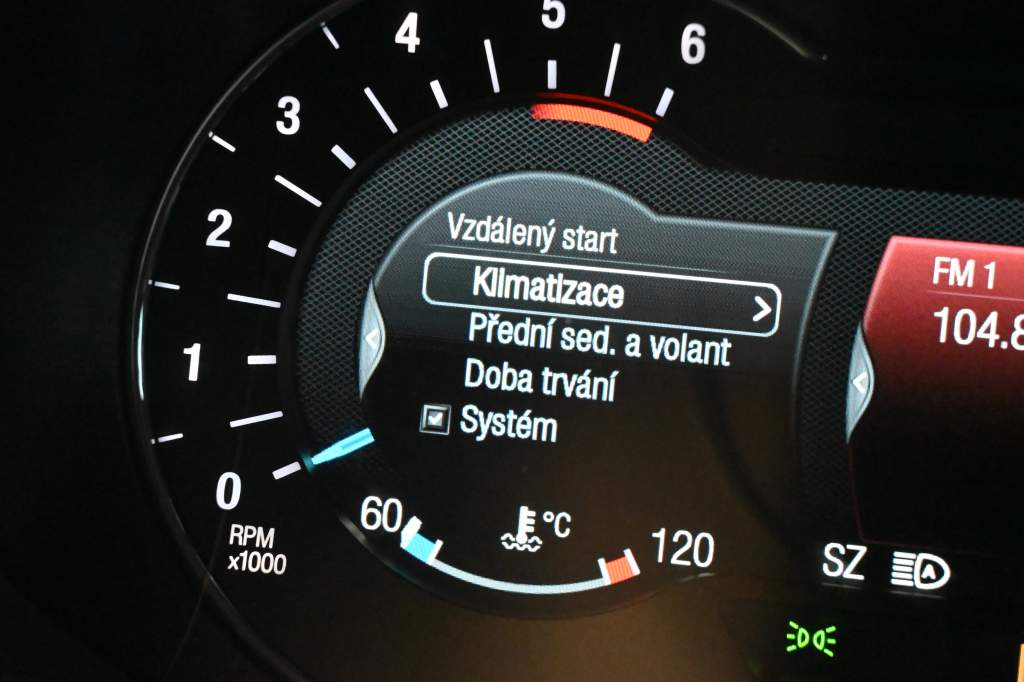 6
5
4
3
2
1
0
RPM
x1000
Vzdálený start
Klimatizace
Přední sed. a volant
Doba trvání
Systém
60
°C
120
FM 1
104.8
SZ
A